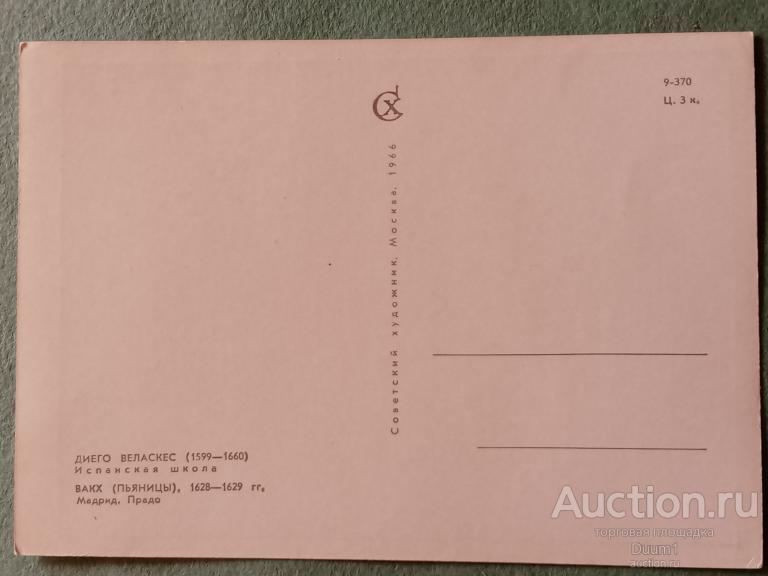 СХ
9-370
Ц. 3 к.
Советский художник. Москва. 1966
ДИЕГО ВЕЛАСКЕС (1599—1660)
Испанская школа
ВАКХ (ПЬЯНИЦЫ), 1628—1629 гг.
Мадрид. Прадо
Auction.ru
торговая площадка
Duum1
auction.ru